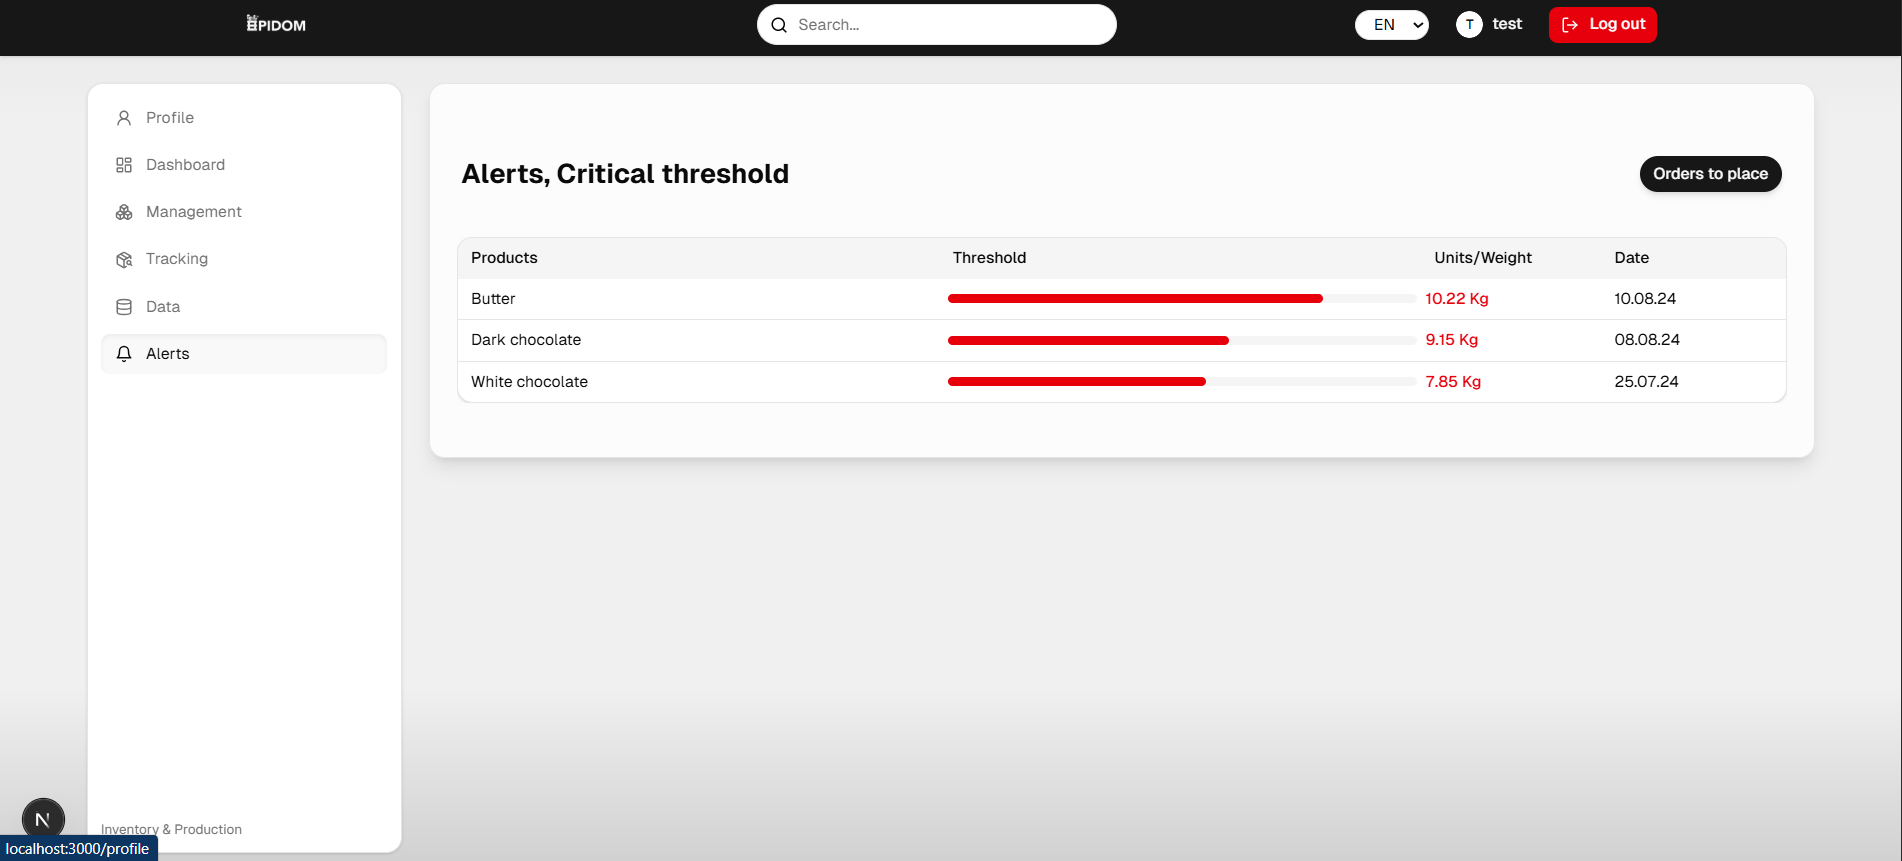 EPIDOM
Search...
EN
T
test
Log out
Profile
Dashboard
Management
Tracking
Data
Alerts
Inventory & Production
Alerts, Critical threshold
Orders to place
Products Threshold Units/Weight Date
Butter 10.22 Kg 10.08.24
Dark chocolate 9.15 Kg 08.08.24
White chocolate 7.85 Kg 25.07.24
N
localhost:3000/profile